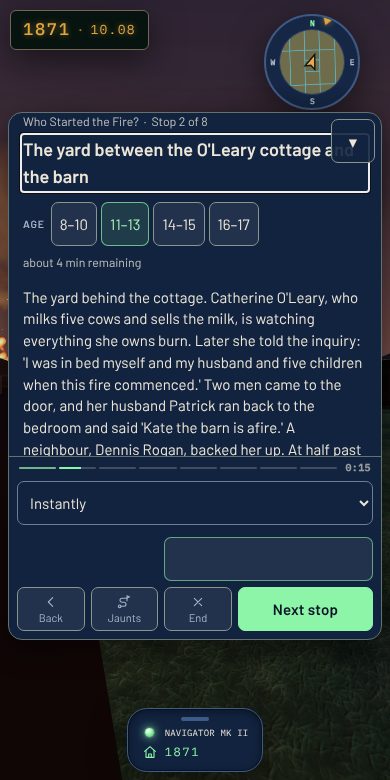 1871 · 10.08
N
W
E
S
Who Started the Fire? · Stop 2 of 8
The yard between the O'Leary cottage and
the barn
▼
AGE
8–10
11–13
14–15
16–17
about 4 min remaining
The yard behind the cottage. Catherine O'Leary, who
milks five cows and sells the milk, is watching
everything she owns burn. Later she told the inquiry:
'I was in bed myself and my husband and five children
when this fire commenced.' Two men came to the
door, and her husband Patrick ran back to the
bedroom and said 'Kate the barn is afire.' A
neighbour, Dennis Rogan, backed her up. At half past
0:15
Instantly
Back
Jaunts
End
Next stop
NAVIGATOR MK II
1871